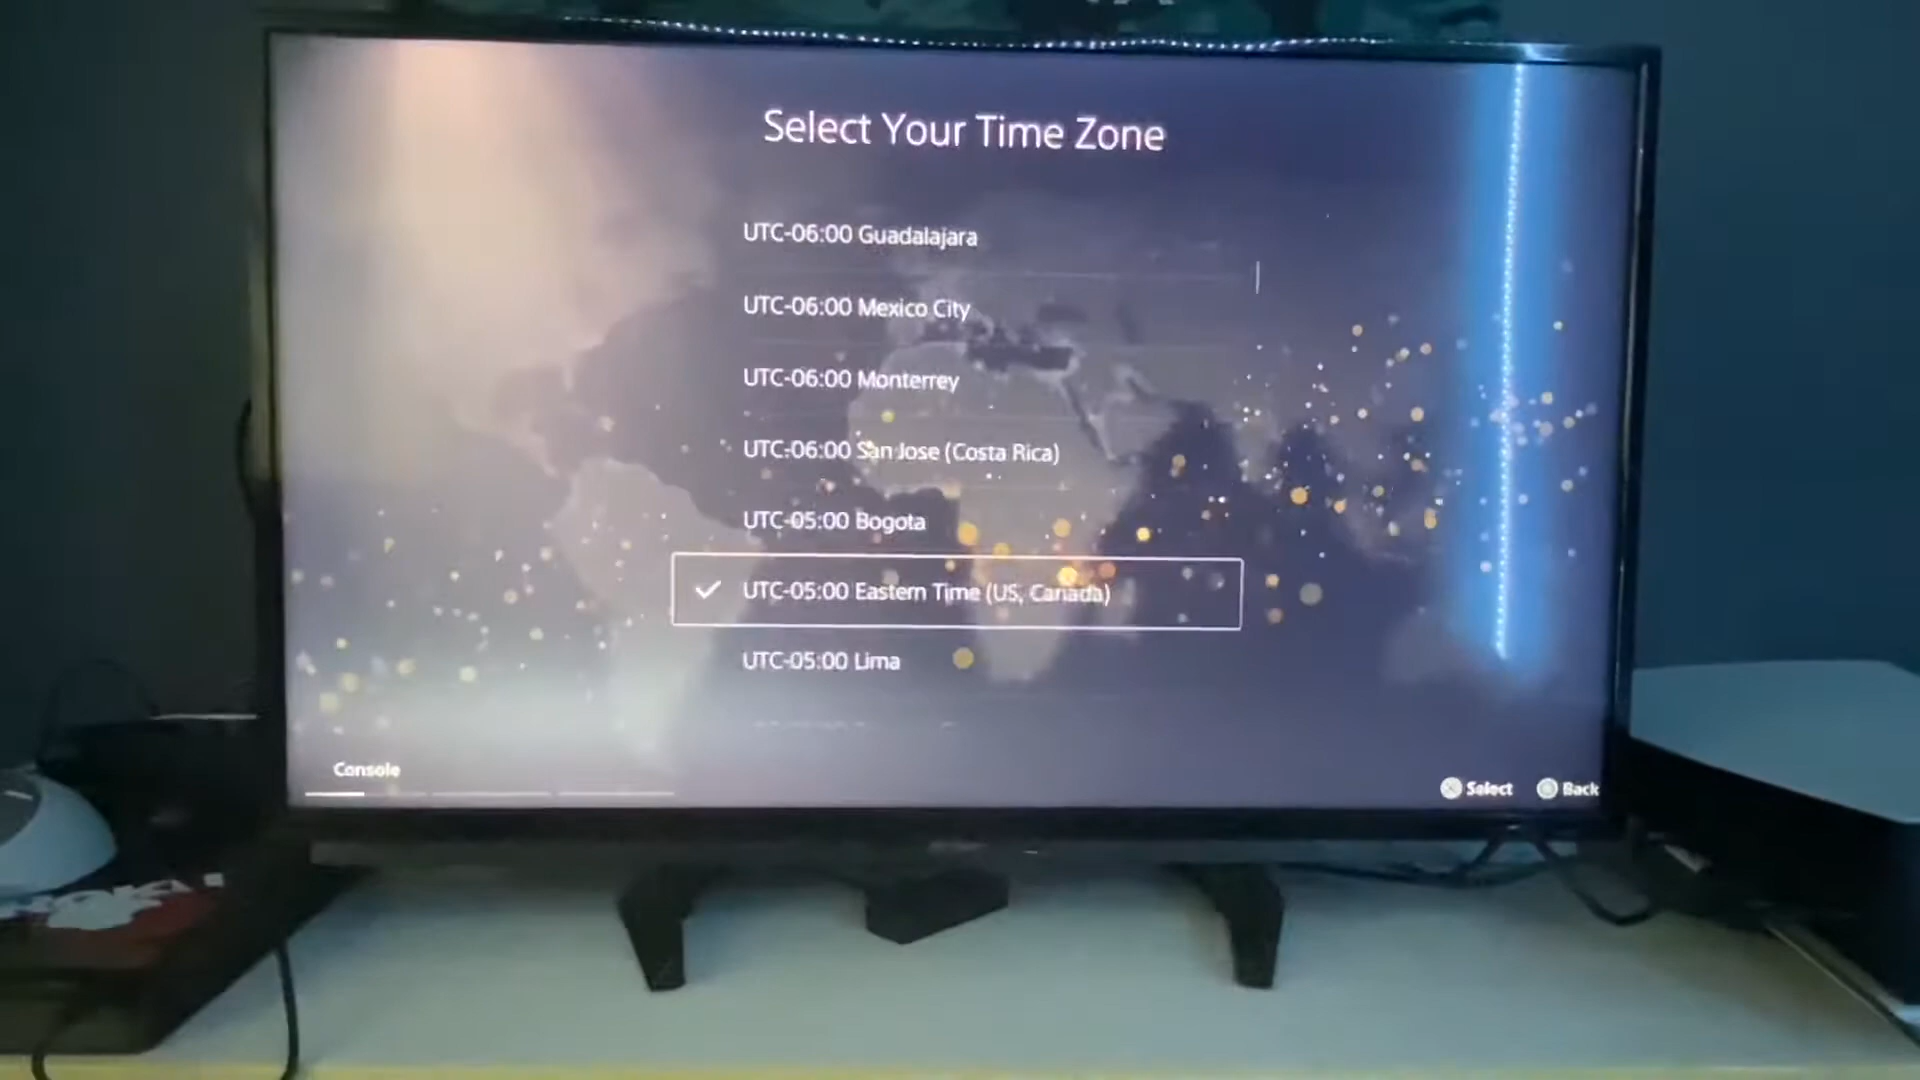 Select Your Time Zone
UTC-06:00 Guadalajara
UTC-06:00 Mexico City
UTC-06:00 Monterrey
UTC-06:00 San Jose (Costa Rica)
UTC-05:00 Bogota
UTC-05:00 Eastern Time (US, Canada)
UTC-05:00 Lima
Console
Select
Back